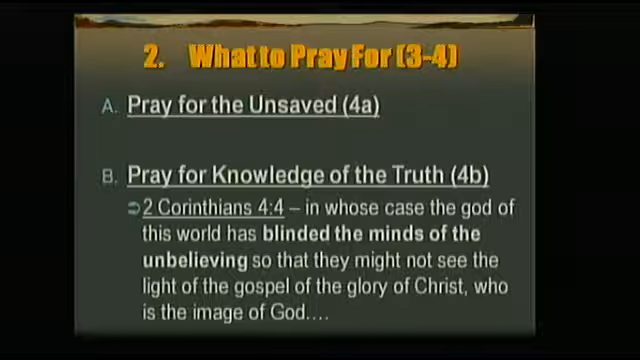 2. What to Pray For (3-4)
A. Pray for the Unsaved (4a)
B. Pray for Knowledge of the Truth (4b)
➲ 2 Corinthians 4:4 – in whose case the god of
this world has blinded the minds of the
unbelieving so that they might not see the
light of the gospel of the glory of Christ, who
is the image of God....